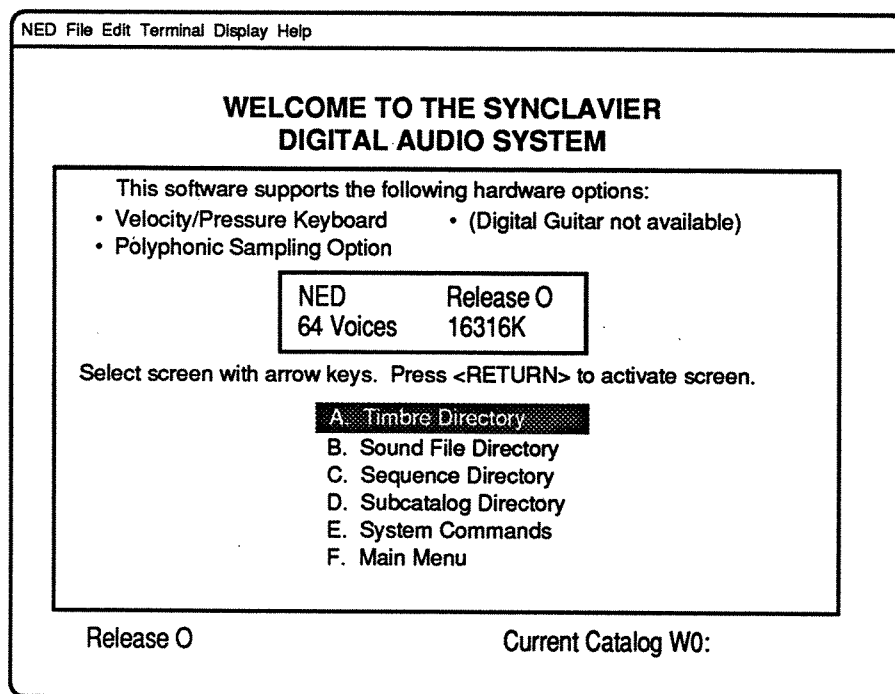 NED File Edit Terminal Display Help
WELCOME TO THE SYNCLAVIER
DIGITAL AUDIO SYSTEM
This software supports the following hardware options:
• Velocity/Pressure Keyboard • (Digital Guitar not available)
• Polyphonic Sampling Option
NED Release O
64 Voices 16316K
Select screen with arrow keys. Press <RETURN> to activate screen.
A. Timbre Directory
B. Sound File Directory
C. Sequence Directory
D. Subcatalog Directory
E. System Commands
F. Main Menu
Release O Current Catalog W0: